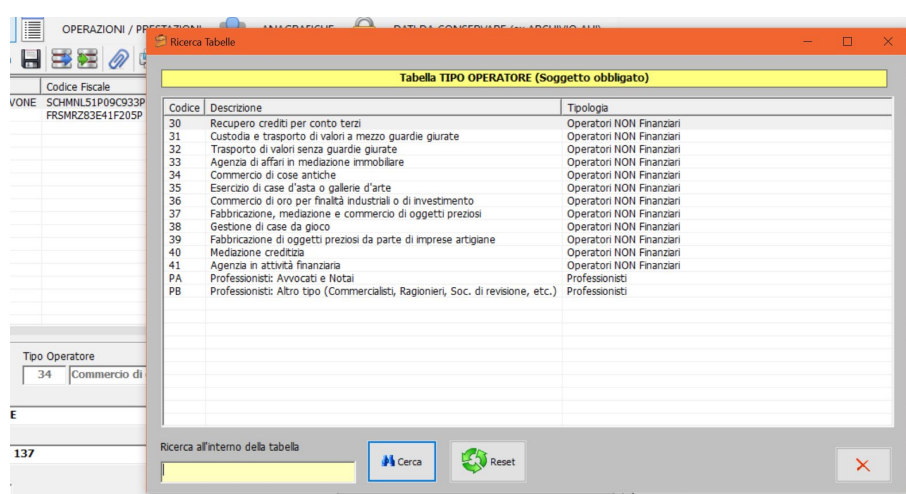 OPERAZIONI / PRESTAZIONI
ANAGRAFICHE
DATI DA CONSERVARE (ex ARCHIVIO AUI)
Ricerca Tabelle
Codice Fiscale
VONE SCHMNL51P09C933P
FRSMRZ83E41F205P
Tabella TIPO OPERATORE (Soggetto obbligato)
Codice Descrizione Tipologia
30 Recupero crediti per conto terzi Operatori NON Finanziari
31 Custodia e trasporto di valori a mezzo guardie giurate Operatori NON Finanziari
32 Trasporto di valori senza guardie giurate Operatori NON Finanziari
33 Agenzia di affari in mediazione immobiliare Operatori NON Finanziari
34 Commercio di cose antiche Operatori NON Finanziari
35 Esercizio di case d'asta o gallerie d'arte Operatori NON Finanziari
36 Commercio di oro per finalità industriali o di investimento Operatori NON Finanziari
37 Fabbricazione, mediazione e commercio di oggetti preziosi Operatori NON Finanziari
38 Gestione di case da gioco Operatori NON Finanziari
39 Fabbricazione di oggetti preziosi da parte di imprese artigiane Operatori NON Finanziari
40 Mediazione creditizia Operatori NON Finanziari
41 Agenzia in attività finanziaria Operatori NON Finanziari
PA Professionisti: Avvocati e Notai Professionisti
PB Professionisti: Altro tipo (Commercialisti, Ragionieri, Soc. di revisione, etc.) Professionisti
Tipo Operatore
34 Commercio di
E
137
Ricerca all'interno della tabella
Cerca
Reset